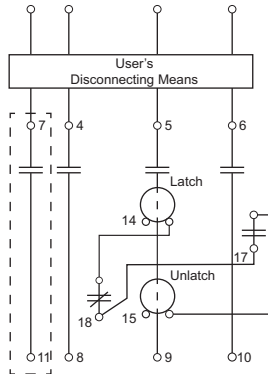 User's
Disconnecting Means
7 4 5 6
Latch
14
17
Unlatch
18 15
11 8 9 10